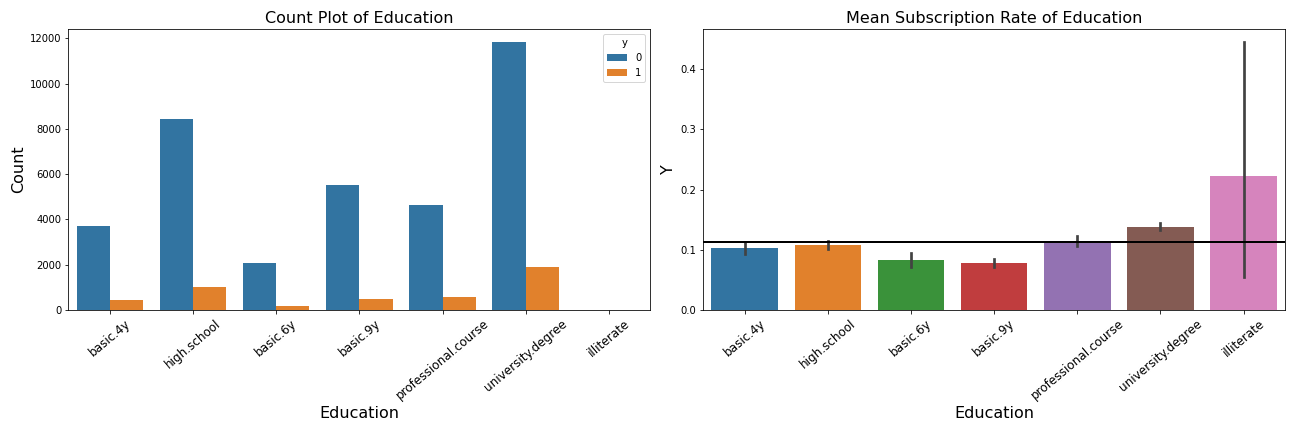 Count Plot of Education
Count
12000
10000
8000
6000
4000
2000
0
y
0
1
basic.4y
high.school
basic.6y
basic.9y
professional.course
university.degree
illiterate
Education
Mean Subscription Rate of Education
Y
0.4
0.3
0.2
0.1
0.0
basic.4y
high.school
basic.6y
basic.9y
professional.course
university.degree
illiterate
Education